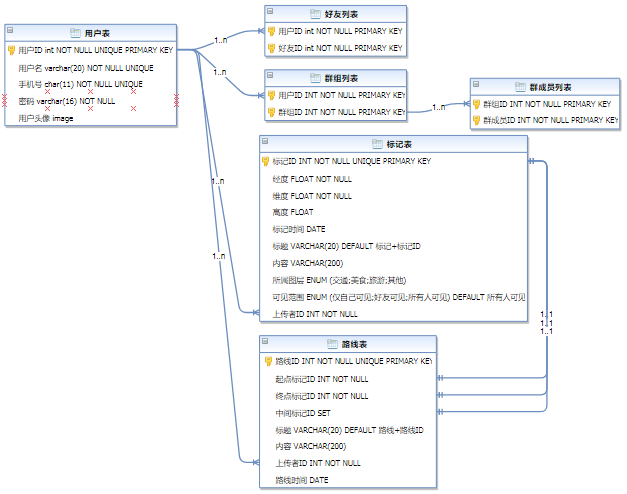 用户表
用户ID int NOT NULL UNIQUE PRIMARY KEY
用户名 varchar(20) NOT NULL UNIQUE
手机号 char(11) NOT NULL UNIQUE
密码 varchar(16) NOT NULL
用户头像 image
1..n
好友列表
用户ID int NOT NULL PRIMARY KEY
好友ID int NOT NULL PRIMARY KEY
1..n
群组列表
用户ID INT NOT NULL PRIMARY KEY
群组ID INT NOT NULL PRIMARY KEY
1..n
群成员列表
群组ID INT NOT NULL PRIMARY KEY
群成员ID INT NOT NULL PRIMARY KEY
1..n
标记表
标记ID INT NOT NULL UNIQUE PRIMARY KEY
经度 FLOAT NOT NULL
维度 FLOAT NOT NULL
高度 FLOAT
标记时间 DATE
标题 VARCHAR(20) DEFAULT 标记+标记ID
内容 VARCHAR(200)
所属图层 ENUM (交通;美食;旅游;其他)
可见范围 ENUM (仅自己可见;好友可见;所有人可见) DEFAULT 所有人可见
上传者ID INT NOT NULL
1..n
1..1
1..1
1..1
路线表
路线ID INT NOT NULL UNIQUE PRIMARY KEY
起点标记ID INT NOT NULL
终点标记ID INT NOT NULL
中间标记ID SET
标题 VARCHAR(20) DEFAULT 路线+路线ID
内容 VARCHAR(200)
上传者ID INT NOT NULL
路线时间 DATE